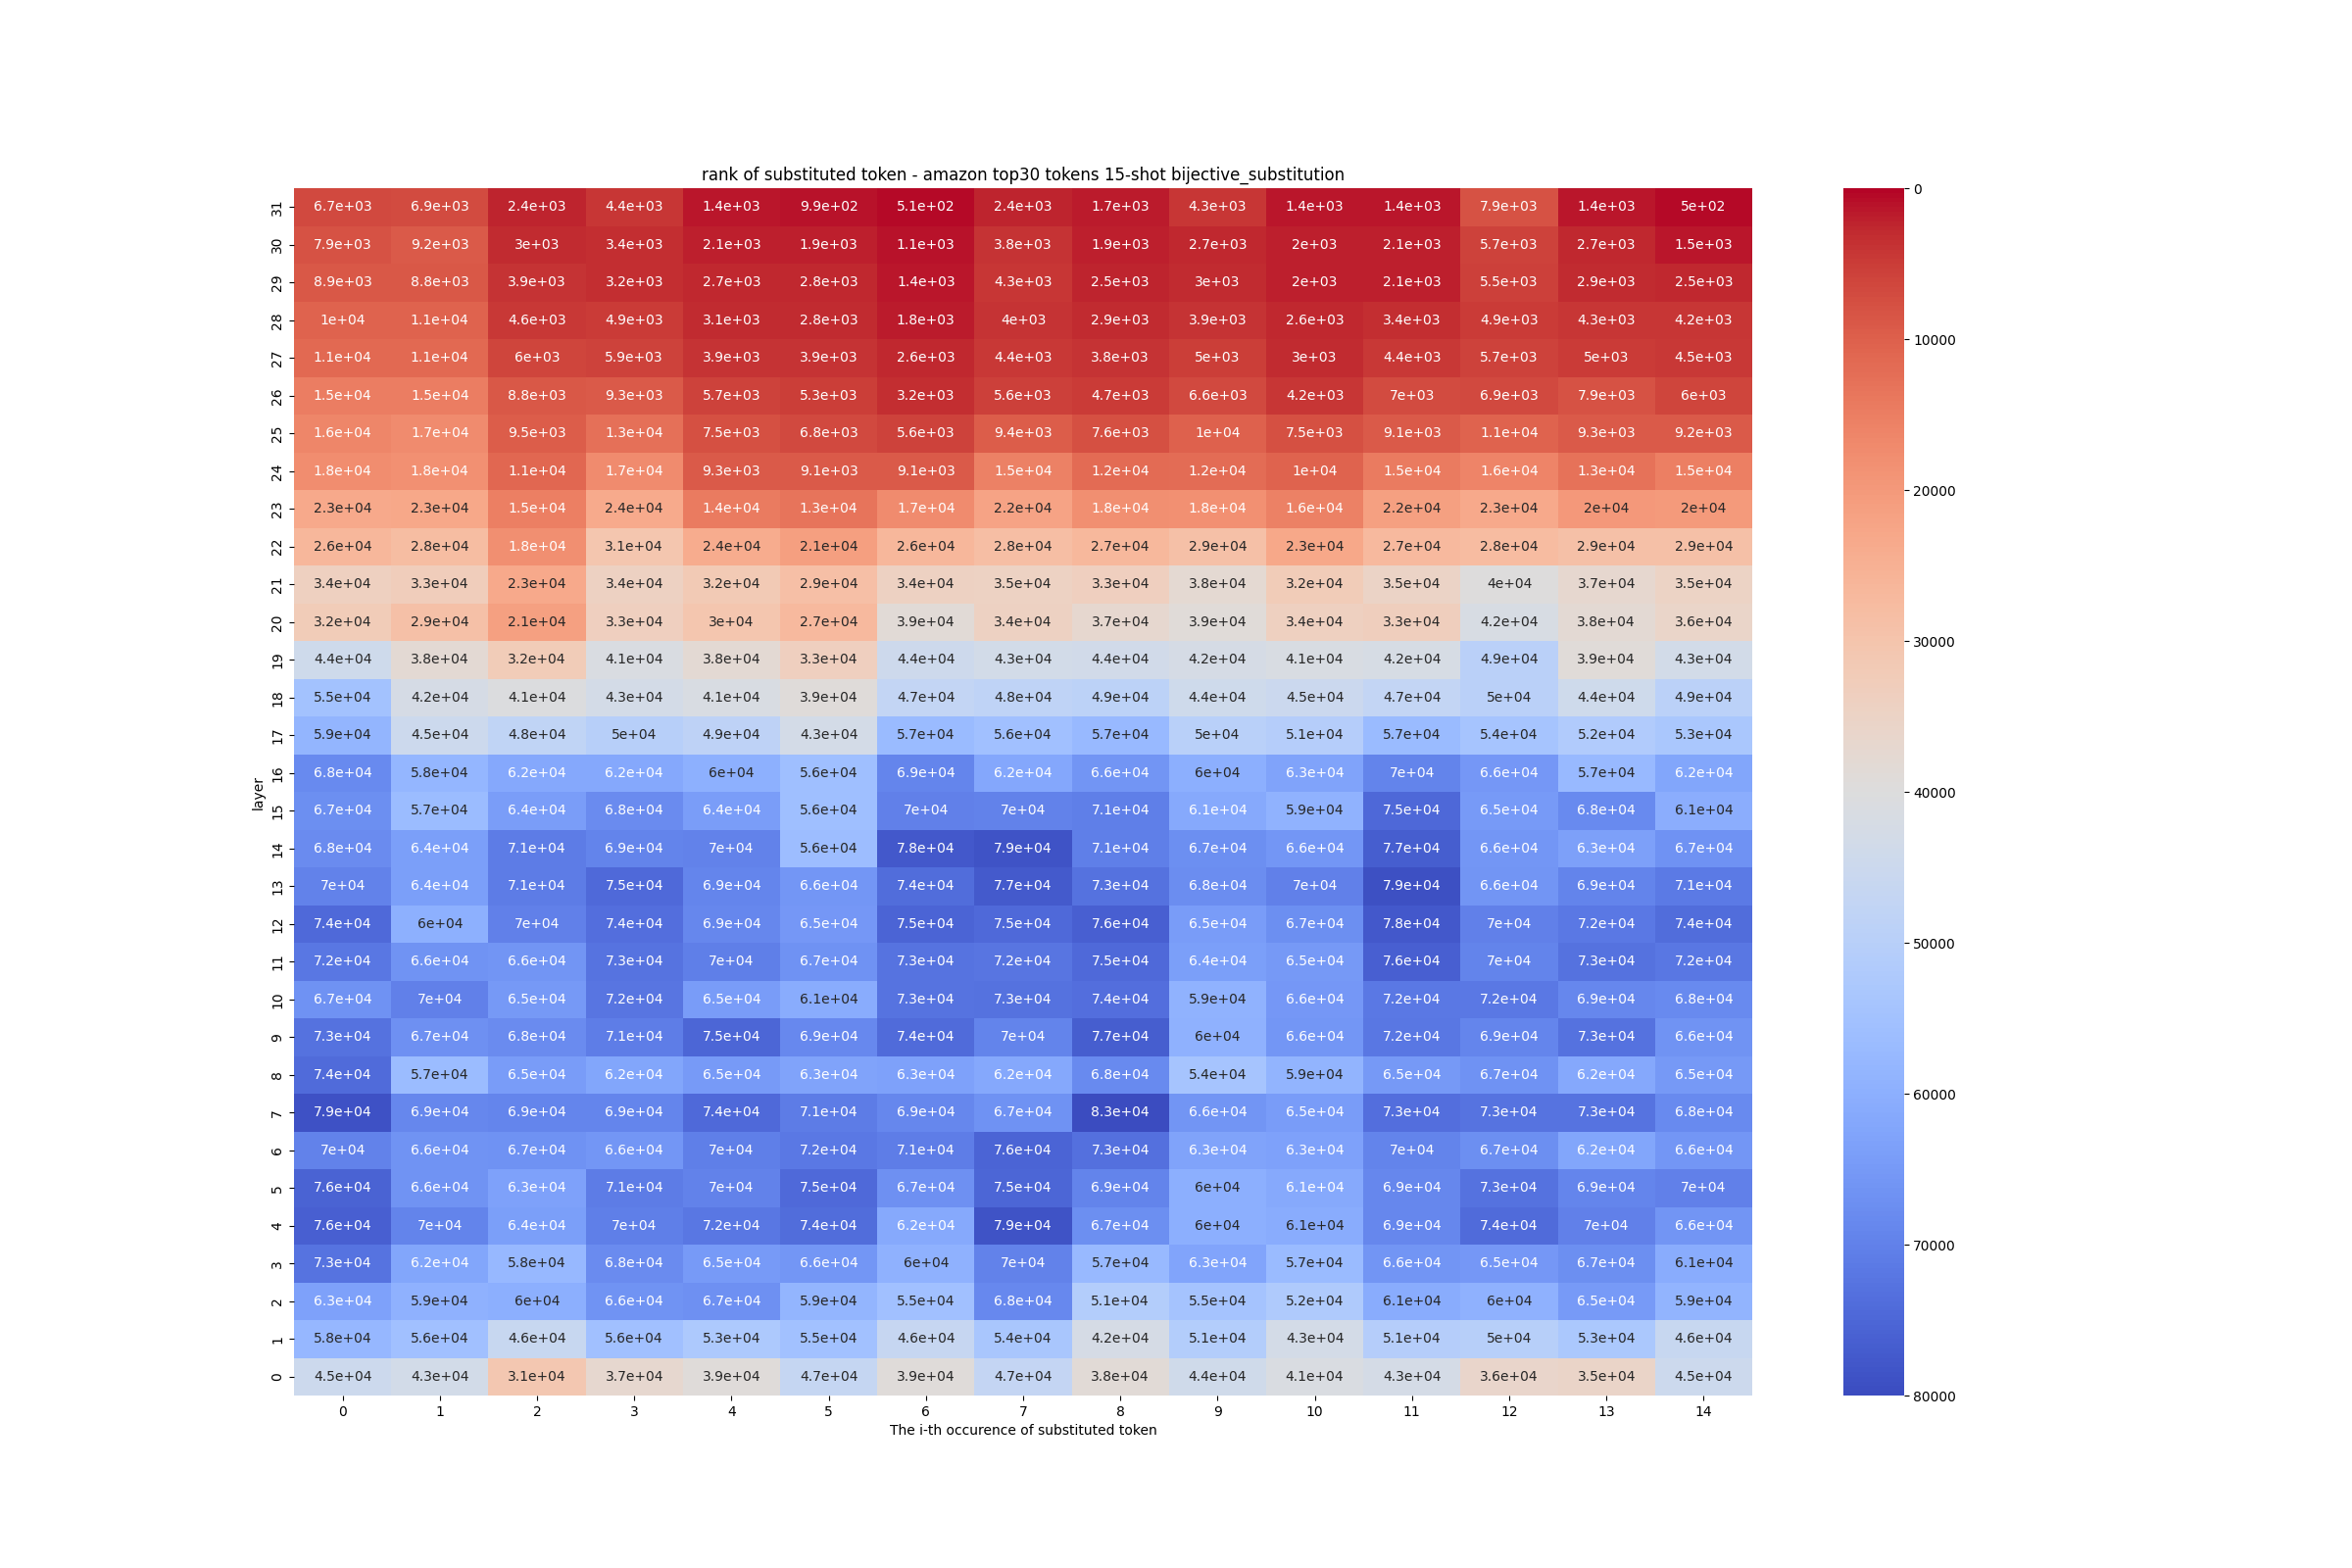 rank of substituted token - amazon top30 tokens 15-shot bijective_substitution
31 6.7e+03 6.9e+03 2.4e+03 4.4e+03 1.4e+03 9.9e+02 5.1e+02 2.4e+03 1.7e+03 4.3e+03 1.4e+03 1.4e+03 7.9e+03 1.4e+03 5e+02 0
30 7.9e+03 9.2e+03 3e+03 3.4e+03 2.1e+03 1.9e+03 1.1e+03 3.8e+03 1.9e+03 2.7e+03 2e+03 2.1e+03 5.7e+03 2.7e+03 1.5e+03
29 8.9e+03 8.8e+03 3.9e+03 3.2e+03 2.7e+03 2.8e+03 1.4e+03 4.3e+03 2.5e+03 3e+03 2e+03 2.1e+03 5.5e+03 2.9e+03 2.5e+03
28 1e+04 1.1e+04 4.6e+03 4.9e+03 3.1e+03 2.8e+03 1.8e+03 4e+03 2.9e+03 3.9e+03 2.6e+03 3.4e+03 4.9e+03 4.3e+03 4.2e+03
27 1.1e+04 1.1e+04 6e+03 5.9e+03 3.9e+03 3.9e+03 2.6e+03 4.4e+03 3.8e+03 5e+03 3e+03 4.4e+03 5.7e+03 5e+03 4.5e+03 10000
26 1.5e+04 1.5e+04 8.8e+03 9.3e+03 5.7e+03 5.3e+03 3.2e+03 5.6e+03 4.7e+03 6.6e+03 4.2e+03 7e+03 6.9e+03 7.9e+03 6e+03
25 1.6e+04 1.7e+04 9.5e+03 1.3e+04 7.5e+03 6.8e+03 5.6e+03 9.4e+03 7.6e+03 1e+04 7.5e+03 9.1e+03 1.1e+04 9.3e+03 9.2e+03
24 1.8e+04 1.8e+04 1.1e+04 1.7e+04 9.3e+03 9.1e+03 9.1e+03 1.5e+04 1.2e+04 1.2e+04 1e+04 1.5e+04 1.6e+04 1.3e+04 1.5e+04
23 2.3e+04 2.3e+04 1.5e+04 2.4e+04 1.4e+04 1.3e+04 1.7e+04 2.2e+04 1.8e+04 1.8e+04 1.6e+04 2.2e+04 2.3e+04 2e+04 2e+04 20000
22 2.6e+04 2.8e+04 1.8e+04 3.1e+04 2.4e+04 2.1e+04 2.6e+04 2.8e+04 2.7e+04 2.9e+04 2.3e+04 2.7e+04 2.8e+04 2.9e+04 2.9e+04
21 3.4e+04 3.3e+04 2.3e+04 3.4e+04 3.2e+04 2.9e+04 3.4e+04 3.5e+04 3.3e+04 3.8e+04 3.2e+04 3.5e+04 4e+04 3.7e+04 3.5e+04
20 3.2e+04 2.9e+04 2.1e+04 3.3e+04 3e+04 2.7e+04 3.9e+04 3.4e+04 3.7e+04 3.9e+04 3.4e+04 3.3e+04 4.2e+04 3.8e+04 3.6e+04 30000
19 4.4e+04 3.8e+04 3.2e+04 4.1e+04 3.8e+04 3.3e+04 4.4e+04 4.3e+04 4.4e+04 4.2e+04 4.1e+04 4.2e+04 4.9e+04 3.9e+04 4.3e+04
18 5.5e+04 4.2e+04 4.1e+04 4.3e+04 4.1e+04 3.9e+04 4.7e+04 4.8e+04 4.9e+04 4.4e+04 4.5e+04 4.7e+04 5e+04 4.4e+04 4.9e+04
17 5.9e+04 4.5e+04 4.8e+04 5e+04 4.9e+04 4.3e+04 5.7e+04 5.6e+04 5.7e+04 5e+04 5.1e+04 5.7e+04 5.4e+04 5.2e+04 5.3e+04
16 6.8e+04 5.8e+04 6.2e+04 6.2e+04 6e+04 5.6e+04 6.9e+04 6.2e+04 6.6e+04 6e+04 6.3e+04 7e+04 6.6e+04 5.7e+04 6.2e+04 40000
layer
15 6.7e+04 5.7e+04 6.4e+04 6.8e+04 6.4e+04 5.6e+04 7e+04 7e+04 7.1e+04 6.1e+04 5.9e+04 7.5e+04 6.5e+04 6.8e+04 6.1e+04
14 6.8e+04 6.4e+04 7.1e+04 6.9e+04 7e+04 5.6e+04 7.8e+04 7.9e+04 7.1e+04 6.7e+04 6.6e+04 7.7e+04 6.6e+04 6.3e+04 6.7e+04
13 7e+04 6.4e+04 7.1e+04 7.5e+04 6.9e+04 6.6e+04 7.4e+04 7.7e+04 7.3e+04 6.8e+04 7e+04 7.9e+04 6.6e+04 6.9e+04 7.1e+04
12 7.4e+04 6e+04 7e+04 7.4e+04 6.9e+04 6.5e+04 7.5e+04 7.5e+04 7.6e+04 6.5e+04 6.7e+04 7.8e+04 7e+04 7.2e+04 7.4e+04 50000
11 7.2e+04 6.6e+04 6.6e+04 7.3e+04 7e+04 6.7e+04 7.3e+04 7.2e+04 7.5e+04 6.4e+04 6.5e+04 7.6e+04 7e+04 7.3e+04 7.2e+04
10 6.7e+04 7e+04 6.5e+04 7.2e+04 6.5e+04 6.1e+04 7.3e+04 7.3e+04 7.4e+04 5.9e+04 6.6e+04 7.2e+04 7.2e+04 6.9e+04 6.8e+04
9 7.3e+04 6.7e+04 6.8e+04 7.1e+04 7.5e+04 6.9e+04 7.4e+04 7e+04 7.7e+04 6e+04 6.6e+04 7.2e+04 6.9e+04 7.3e+04 6.6e+04
8 7.4e+04 5.7e+04 6.5e+04 6.2e+04 6.5e+04 6.3e+04 6.3e+04 6.2e+04 6.8e+04 5.4e+04 5.9e+04 6.5e+04 6.7e+04 6.2e+04 6.5e+04 60000
7 7.9e+04 6.9e+04 6.9e+04 6.9e+04 7.4e+04 7.1e+04 6.9e+04 6.7e+04 8.3e+04 6.6e+04 6.5e+04 7.3e+04 7.3e+04 7.3e+04 6.8e+04
6 7e+04 6.6e+04 6.7e+04 6.6e+04 7e+04 7.2e+04 7.1e+04 7.6e+04 7.3e+04 6.3e+04 6.3e+04 7e+04 6.7e+04 6.2e+04 6.6e+04
5 7.6e+04 6.6e+04 6.3e+04 7.1e+04 7e+04 7.5e+04 6.7e+04 7.5e+04 6.9e+04 6e+04 6.1e+04 6.9e+04 7.3e+04 6.9e+04 7e+04
4 7.6e+04 7e+04 6.4e+04 7e+04 7.2e+04 7.4e+04 6.2e+04 7.9e+04 6.7e+04 6e+04 6.1e+04 6.9e+04 7.4e+04 7e+04 6.6e+04 70000
3 7.3e+04 6.2e+04 5.8e+04 6.8e+04 6.5e+04 6.6e+04 6e+04 7e+04 5.7e+04 6.3e+04 5.7e+04 6.6e+04 6.5e+04 6.7e+04 6.1e+04
2 6.3e+04 5.9e+04 6e+04 6.6e+04 6.7e+04 5.9e+04 5.5e+04 6.8e+04 5.1e+04 5.5e+04 5.2e+04 6.1e+04 6e+04 6.5e+04 5.9e+04
1 5.8e+04 5.6e+04 4.6e+04 5.6e+04 5.3e+04 5.5e+04 4.6e+04 5.4e+04 4.2e+04 5.1e+04 4.3e+04 5.1e+04 5e+04 5.3e+04 4.6e+04
0 4.5e+04 4.3e+04 3.1e+04 3.7e+04 3.9e+04 4.7e+04 3.9e+04 4.7e+04 3.8e+04 4.4e+04 4.1e+04 4.3e+04 3.6e+04 3.5e+04 4.5e+04 80000
0 1 2 3 4 5 6 7 8 9 10 11 12 13 14
The i-th occurence of substituted token